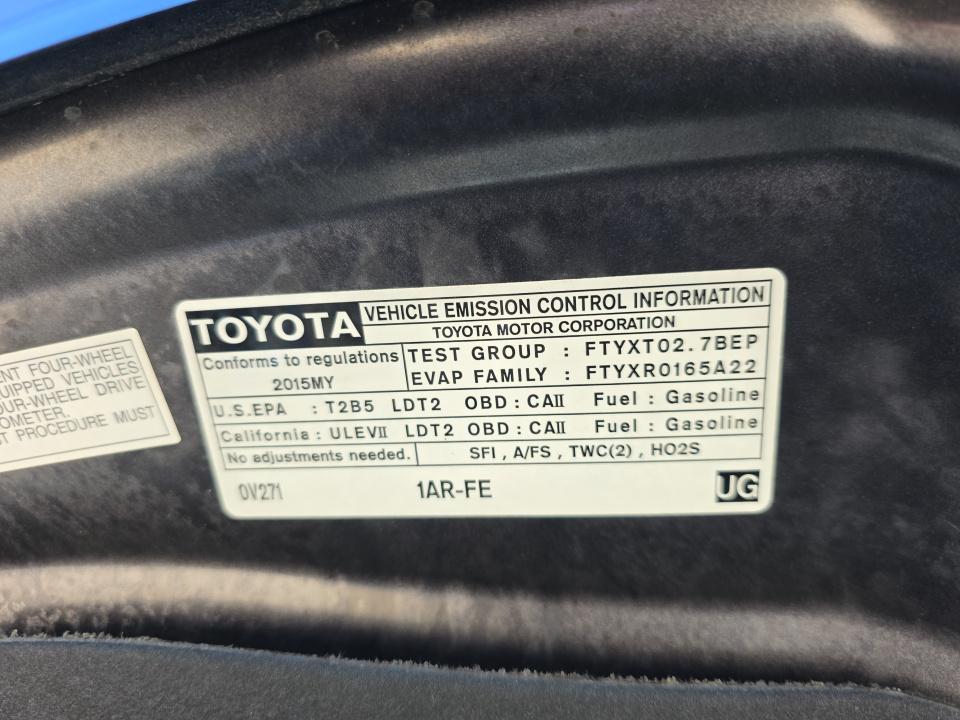 ENT FOUR-WHEEL
UIPPED VEHICLES
OUR-WHEEL DRIVE
OMETER.
ST PROCEDURE MUST
TOYOTA
VEHICLE EMISSION CONTROL INFORMATION
TOYOTA MOTOR CORPORATION
Conforms to regulations
2015MY
TEST GROUP : FTYXT02.7BEP
EVAP FAMILY : FTYXR0165A22
U.S.EPA : T2B5 LDT2 OBD : CAII Fuel : Gasoline
California : ULEVII LDT2 OBD : CAII Fuel : Gasoline
No adjustments needed.
SFI , A/FS , TWC(2) , HO2S
0V271
1AR-FE
UG